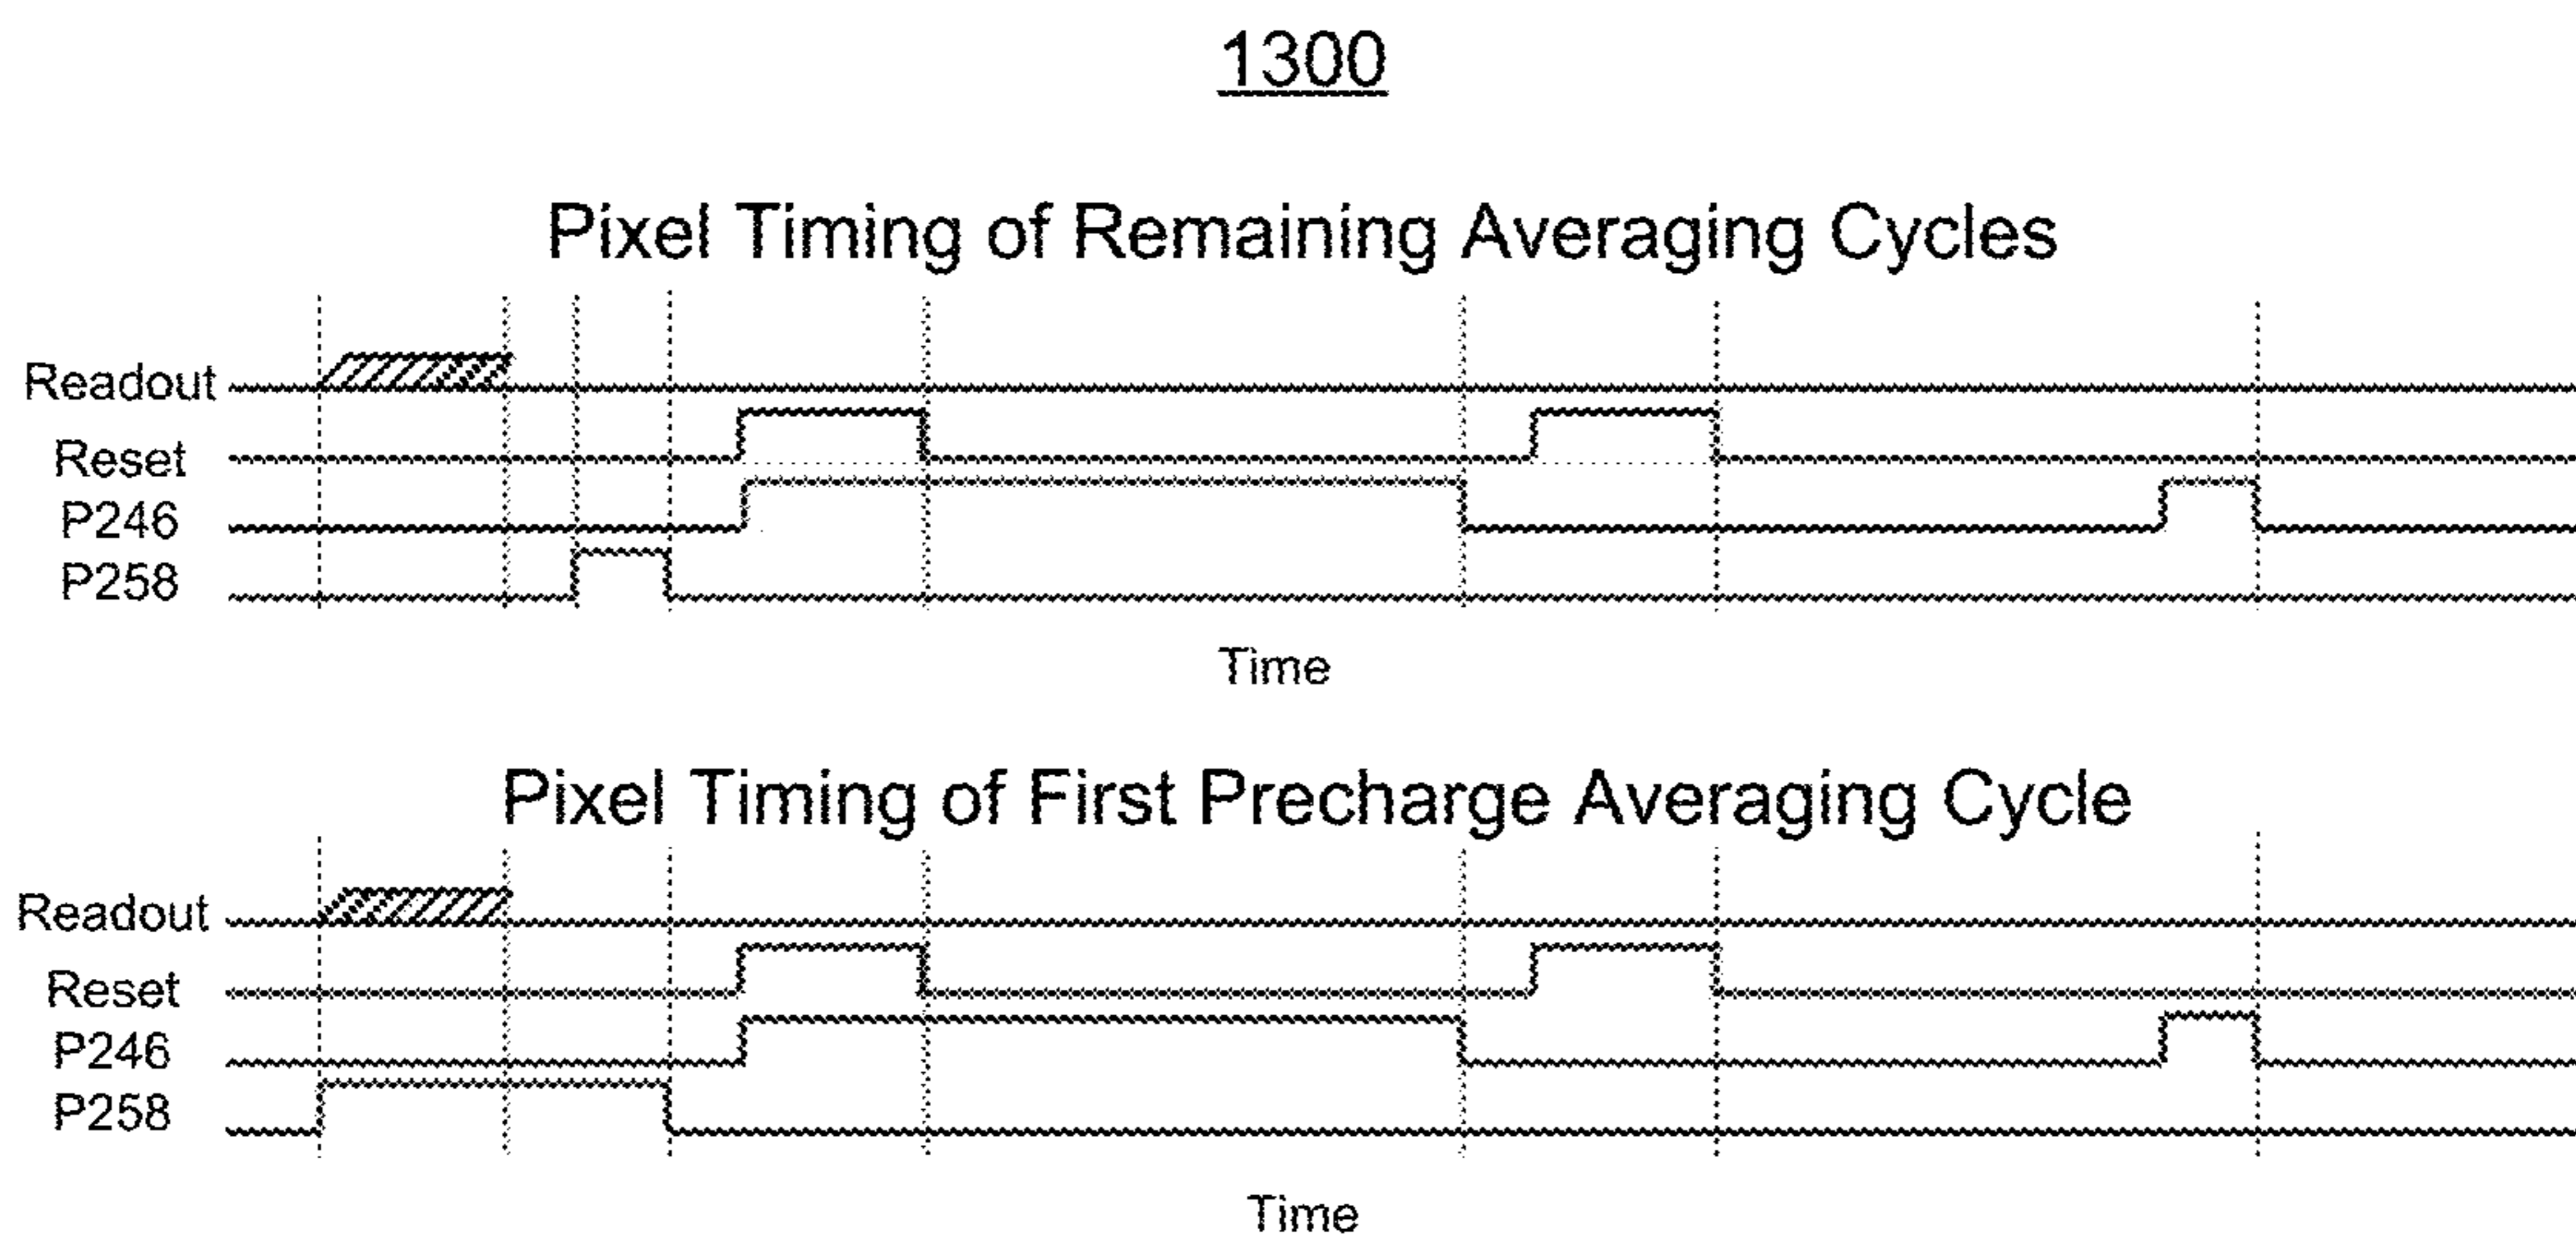 1300
Pixel Timing of Remaining Averaging Cycles
Readout
Reset
P246
P258
Time
Pixel Timing of First Precharge Averaging Cycle
Readout
Reset
P246
P258
Time